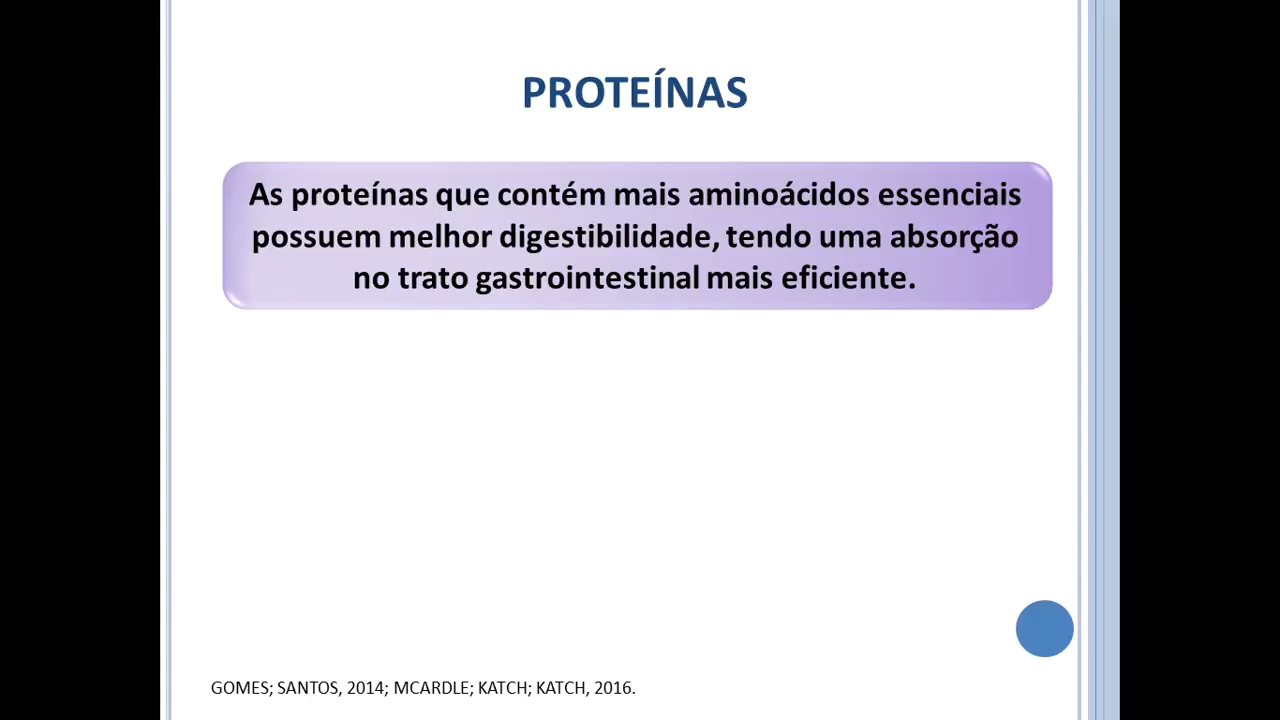 PROTEÍNAS
As proteínas que contém mais aminoácidos essenciais
possuem melhor digestibilidade, tendo uma absorção
no trato gastrointestinal mais eficiente.
GOMES; SANTOS, 2014; MCARDLE; KATCH; KATCH, 2016.